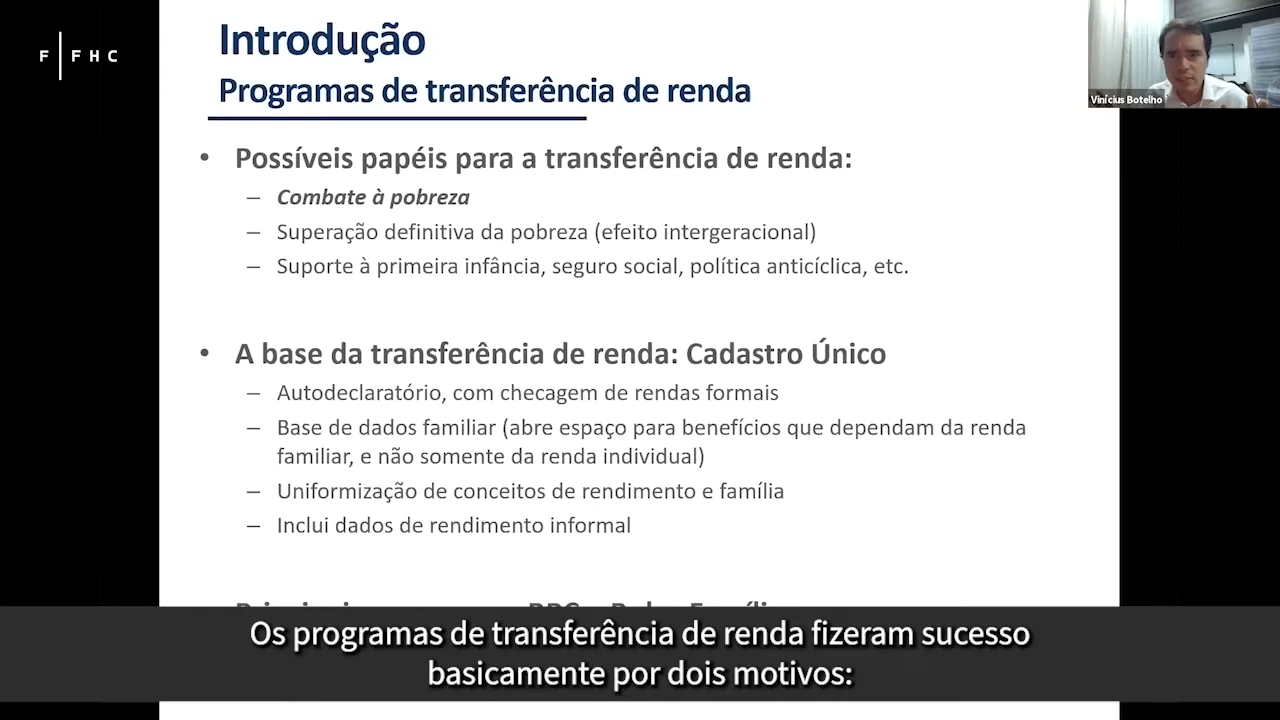 F FHC
Introdução
Programas de transferência de renda
Vinícius Botelho
• Possíveis papéis para a transferência de renda:
– Combate à pobreza
– Superação definitiva da pobreza (efeito intergeracional)
– Suporte à primeira infância, seguro social, política anticíclica, etc.
• A base da transferência de renda: Cadastro Único
– Autodeclaratório, com checagem de rendas formais
– Base de dados familiar (abre espaço para benefícios que dependam da renda
familiar, e não somente da renda individual)
– Uniformização de conceitos de rendimento e família
– Inclui dados de rendimento informal
Os programas de transferência de renda fizeram sucesso
basicamente por dois motivos: